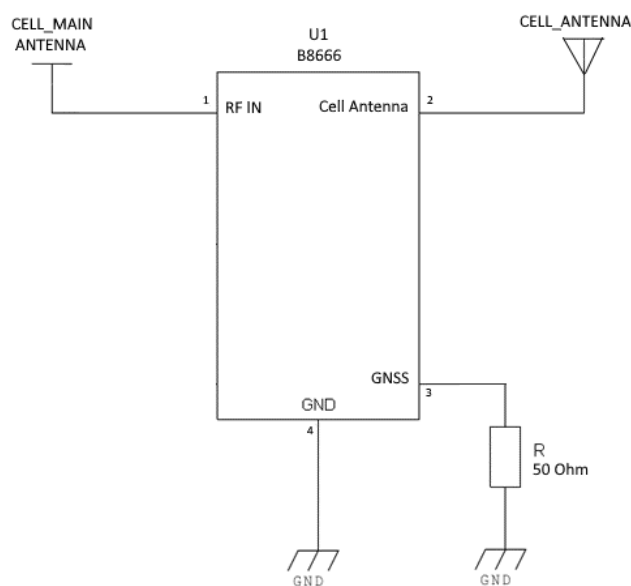 CELL_MAIN
ANTENNA
U1
B8666
CELL_ANTENNA
1
RF IN
Cell Antenna
2
GNSS
3
GND
4
R
50 Ohm
GND
GND